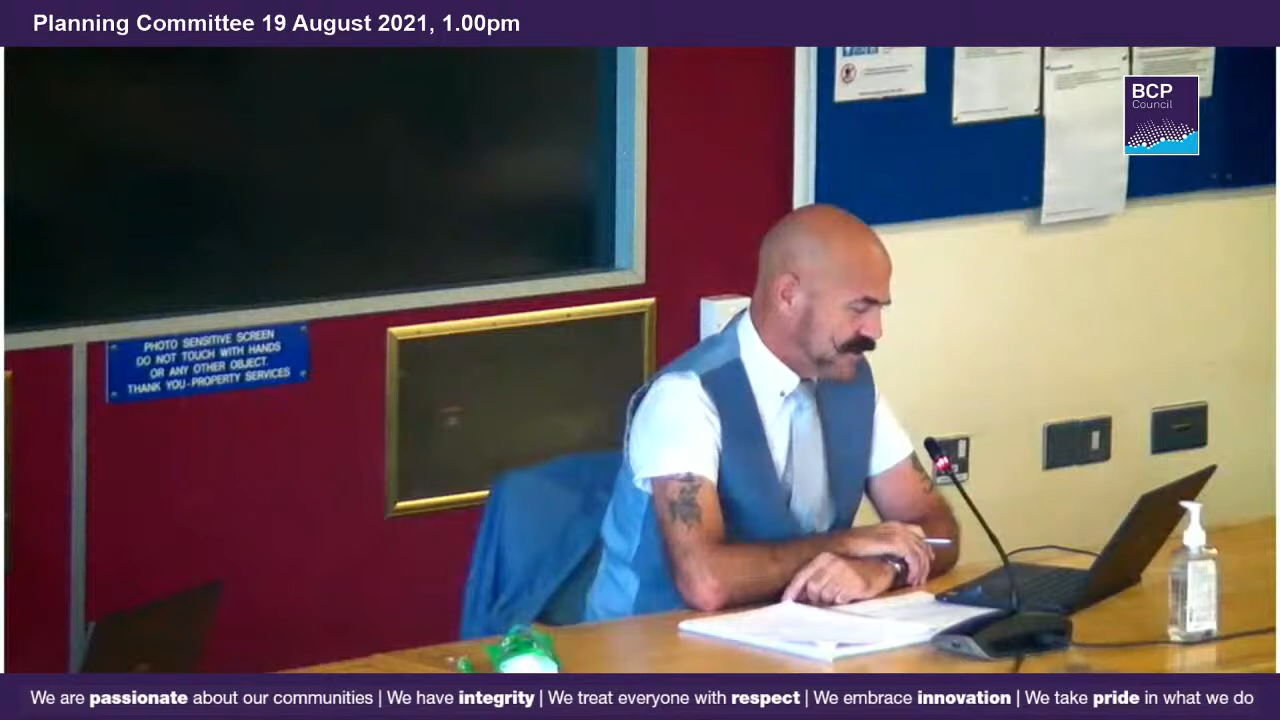 Planning Committee 19 August 2021, 1.00pm
BCP
Council
PHOTO SENSITIVE SCREEN
DO NOT TOUCH WITH HANDS
OR ANY OTHER OBJECT.
THANK YOU-PROPERTY SERVICES
We are passionate about our communities | We have integrity | We treat everyone with respect | We embrace innovation | We take pride in what we do